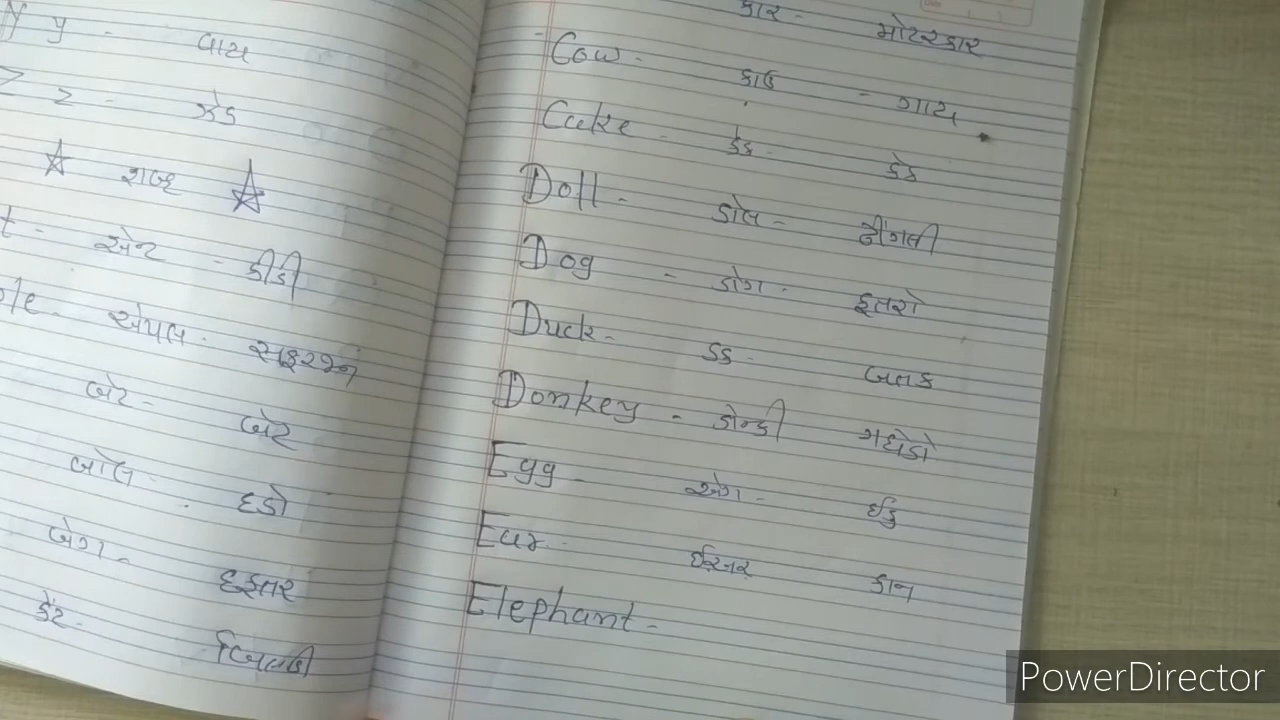 Y y - વાય
Z z - ઝેડ
☆ શબ્દ ☆
એન્ટ - કીડી
એપલ - સફરજન
બેટ - બેટ
બોલ - દડો
બેગ - દફતર
કેટ - બિલાડી
કાર - મોટરકાર
Cow - કાઉ - ગાય
Cake - કેક - કેક
Doll - ડોલ - ઢીંગલી
Dog - ડોગ - કુતરો
Duck - ડક - બતક
Donkey - ડોન્કી ગધેડો
Egg - એગ - ઈંડુ
Ear - ઈઅર કાન
Elephant -
PowerDirector